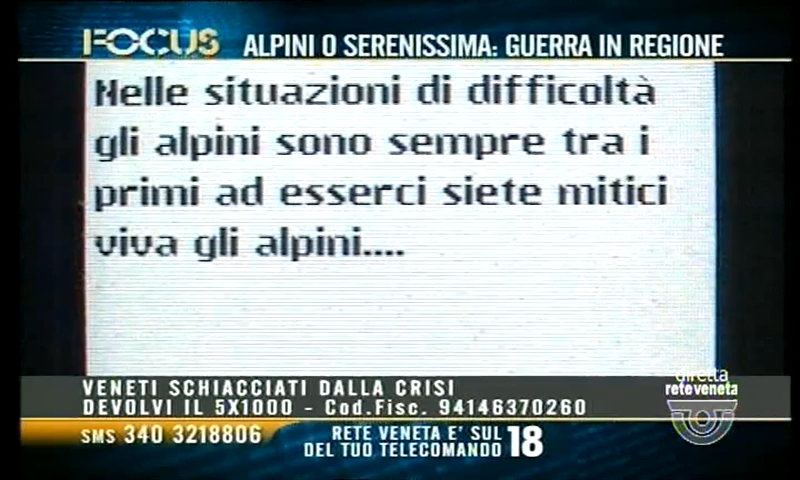 FOCUS ALPINI O SERENISSIMA: GUERRA IN REGIONE
Nelle situazioni di difficoltà
gli alpini sono sempre tra i
primi ad esserci siete mitici
viva gli alpini....
diretta
reteveneta
VENETI SCHIACCIATI DALLA CRISI
DEVOLVI IL 5X1000 - Cod.Fisc. 94146370260
SMS 340 3218806
RETE VENETA E' SUL
DEL TUO TELECOMANDO 18